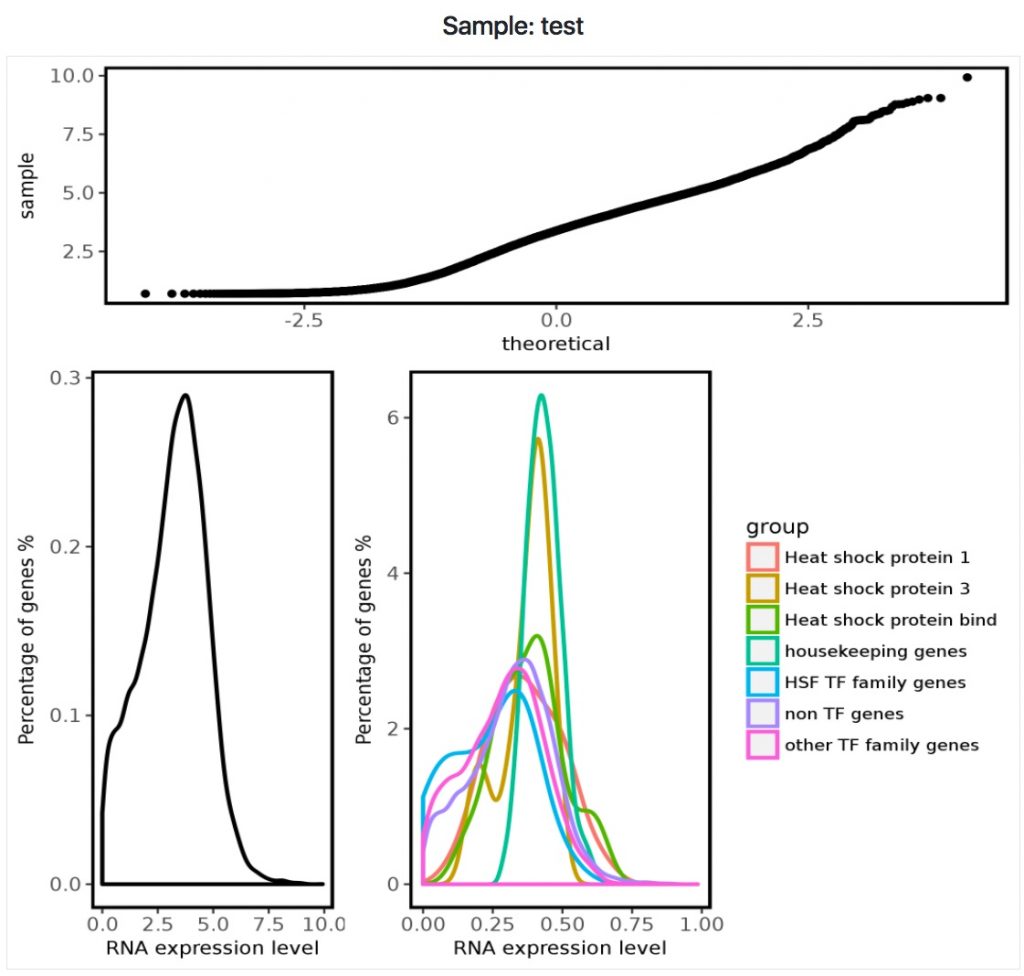 Sample: test
10.0
7.5
5.0
2.5
sample
-2.5 0.0 2.5
theoretical
0.3
0.2
0.1
0.0
Percentage of genes %
0.0 2.5 5.0 7.5 10.0
RNA expression level
6
4
2
0
Percentage of genes %
0.00 0.25 0.50 0.75 1.00
RNA expression level
group
Heat shock protein 1
Heat shock protein 3
Heat shock protein bind
housekeeping genes
HSF TF family genes
non TF genes
other TF family genes